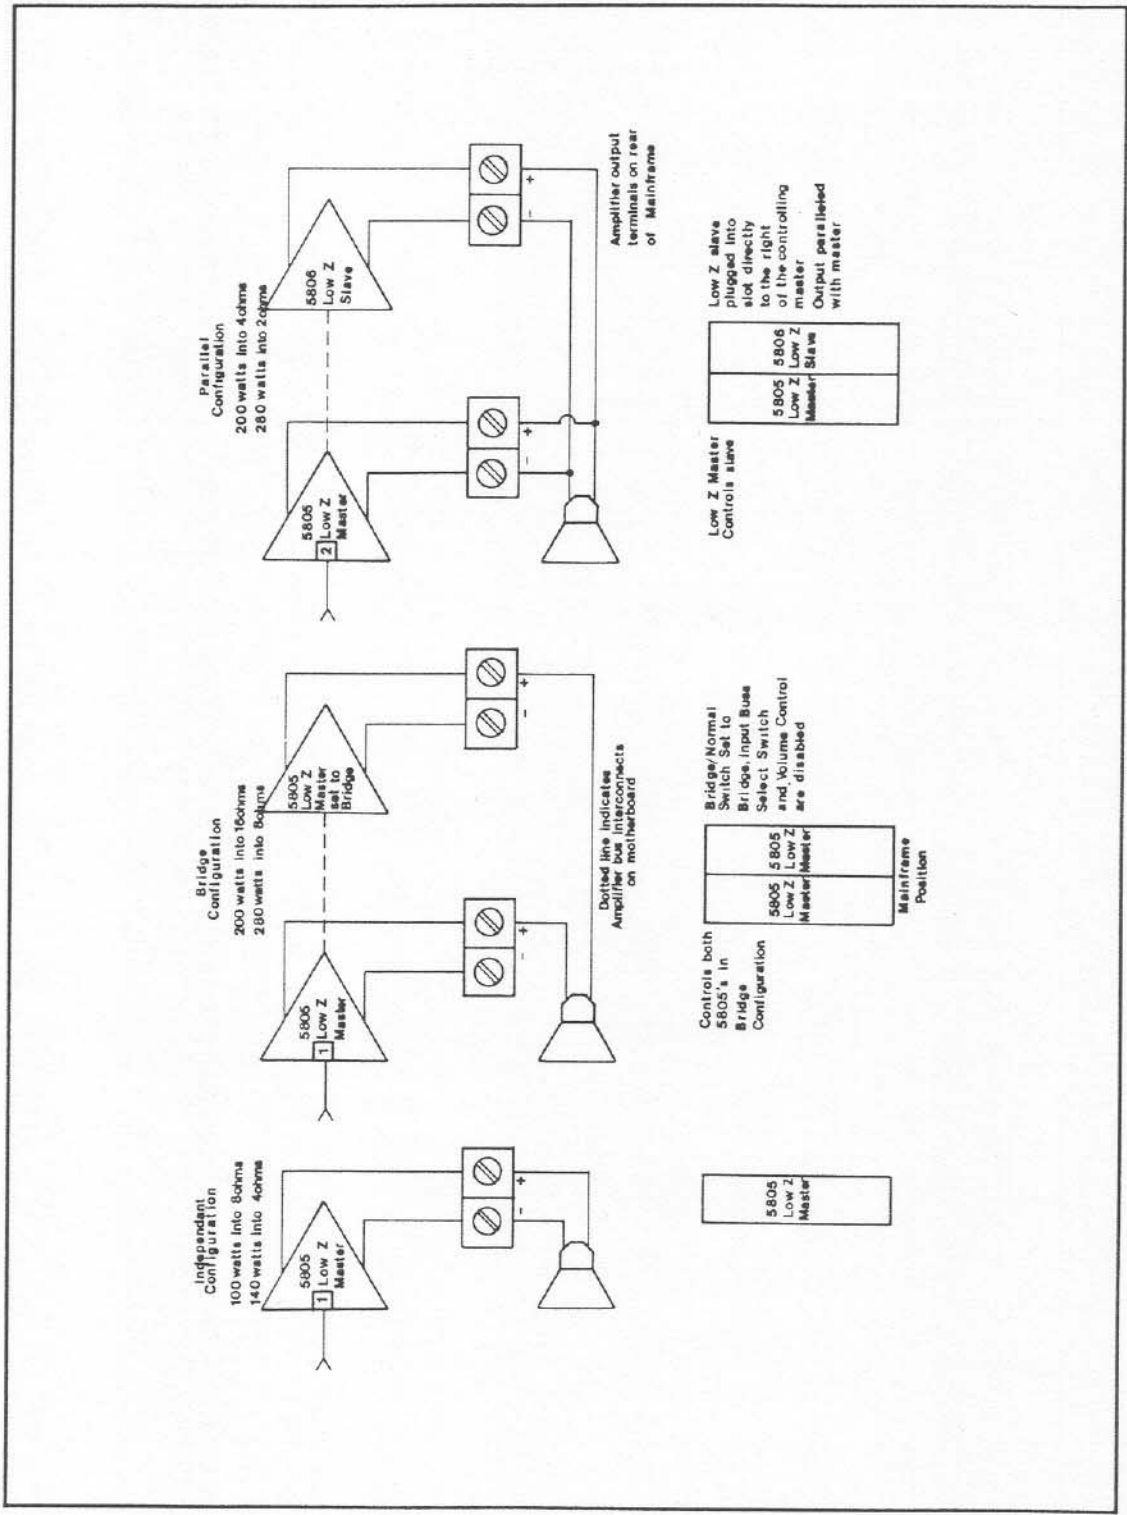 Independant
Configuration
100 watts into 8ohms
140 watts into 4ohms
5805
1 Low Z
Master
- +
5805
Low Z
Master
Bridge
Configuration
200 watts into 16ohms
280 watts into 8ohms
5805
1 Low Z
Master
5805
Low Z
Master
set to
Bridge
- +
- +
Dotted line indicates
Amplifier bus interconnects
on motherboard
Controls both
5805's in
Bridge
Configuration
5805
Low Z
Master
5805
Low Z
Master
Mainframe
Position
Bridge/Normal
Switch Set to
Bridge, Input Buss
Select Switch
and, Volume Control
are disabled
Parallel
Configuration
200 watts into 4ohms
280 watts into 2ohms
5805
2 Low Z
Master
5806
Low Z
Slave
- +
- +
Amplifier output
terminals on rear
of Mainframe
Low Z Master
Controls slave
5805
Low Z
Master
5806
Low Z
Slave
Low Z slave
plugged into
slot directly
to the right
of the controlling
master
Output paralleled
with master